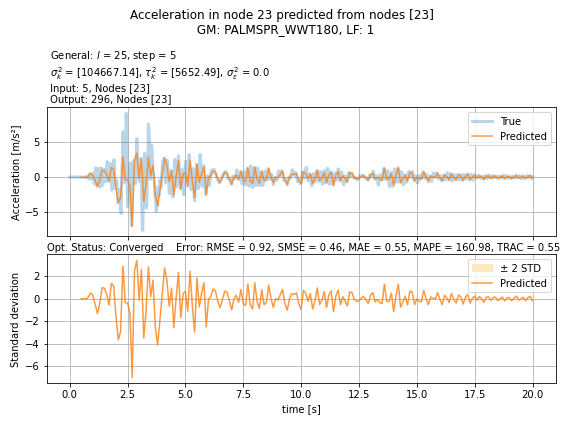 Acceleration in node 23 predicted from nodes [23]
GM: PALMSPR_WWT180, LF: 1
General: l = 25, step = 5
σ²ₖ = [104667.14], τ²ₖ = [5652.49], σ²ₑ = 0.0
Input: 5, Nodes [23]
Output: 296, Nodes [23]
Acceleration [m/s²]
5
0
−5
True
Predicted
Opt. Status: Converged Error: RMSE = 0.92, SMSE = 0.46, MAE = 0.55, MAPE = 160.98, TRAC = 0.55
Standard deviation
2
0
−2
−4
−6
± 2 STD
Predicted
0.0 2.5 5.0 7.5 10.0 12.5 15.0 17.5 20.0
time [s]